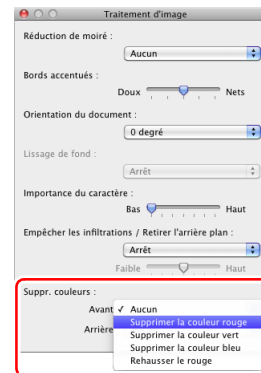 Traitement d'image
Réduction de moiré :
Aucun
Bords accentués :
Doux Nets
Orientation du document :
0 degré
Lissage de fond :
Arrêt
Importance du caractère :
Bas Haut
Empêcher les infiltrations / Retirer l'arrière plan :
Arrêt
Faible Haut
Suppr. couleurs :
Avant ✓ Aucun
Supprimer la couleur rouge
Arrière Supprimer la couleur vert
Supprimer la couleur bleu
Rehausser le rouge